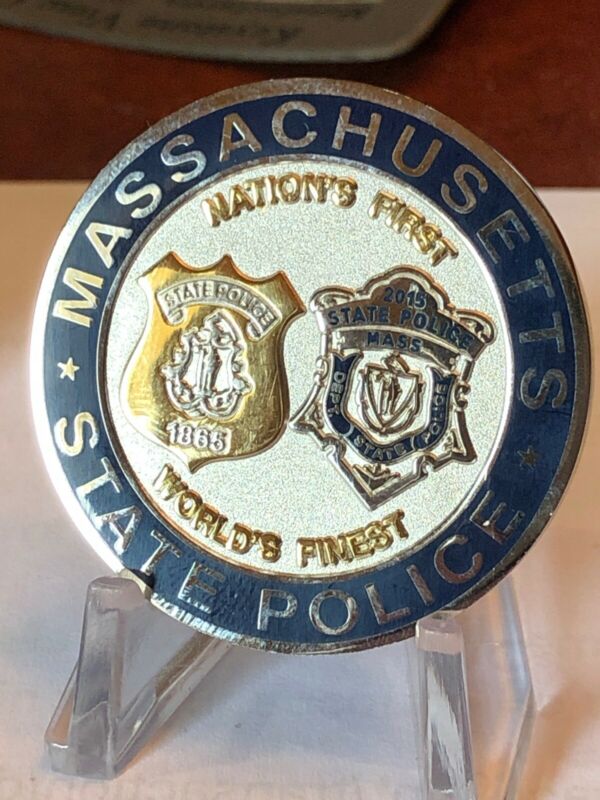 MASSACHUSETTS
NATION'S FIRST
STATE POLICE
1865
2015
STATE POLICE
MASS
DEPT.
STATE
POLICE
WORLD'S FINEST
★ STATE POLICE ★